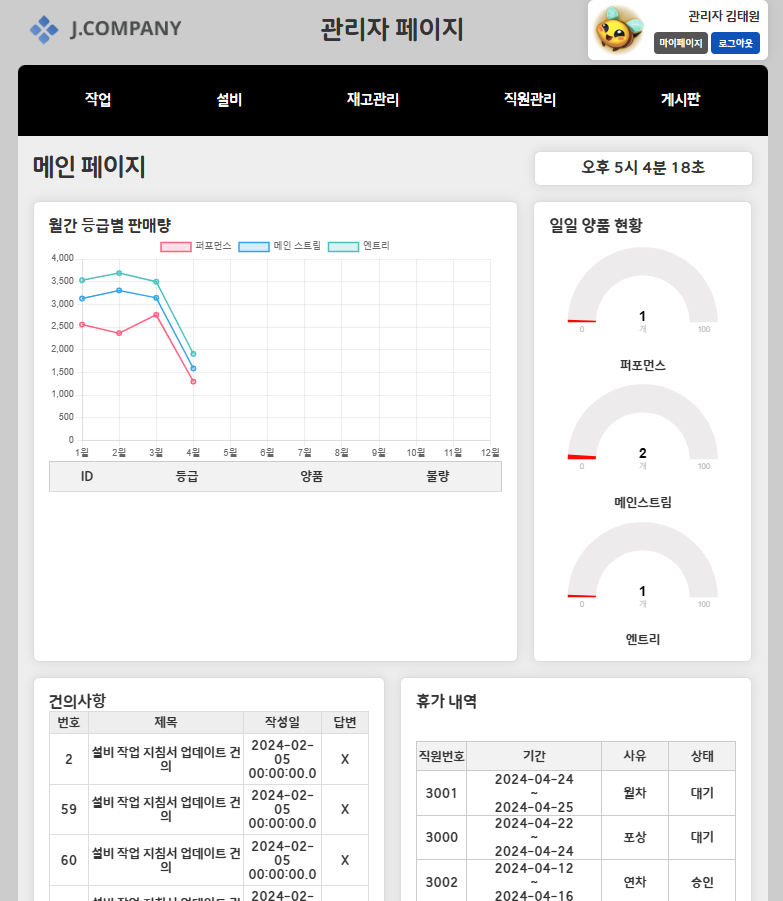 J.COMPANY
관리자 페이지
관리자 김태원
마이페이지 로그아웃
작업 설비 재고관리 직원관리 게시판
메인 페이지
오후 5시 4분 18초
월간 등급별 판매량
퍼포먼스 메인 스트림 엔트리
4,000
3,500
3,000
2,500
2,000
1,500
1,000
500
0
1월 2월 3월 4월 5월 6월 7월 8월 9월 10월 11월 12월
ID 등급 양품 불량
일일 양품 현황
1
0 개 100
퍼포먼스
2
0 개 100
메인스트림
1
0 개 100
엔트리
건의사항
번호 제목 작성일 답변
2 설비 작업 지침서 업데이트 건의 2024-02-05 00:00:00.0 X
59 설비 작업 지침서 업데이트 건의 2024-02-05 00:00:00.0 X
60 설비 작업 지침서 업데이트 건의 2024-02-05 00:00:00.0 X
설비 작업 지침서 업데이트 건 2024-02-
휴가 내역
직원번호 기간 사유 상태
3001 2024-04-24 ~ 2024-04-25 월차 대기
3000 2024-04-22 ~ 2024-04-24 포상 대기
3002 2024-04-12 ~ 2024-04-16 연차 승인